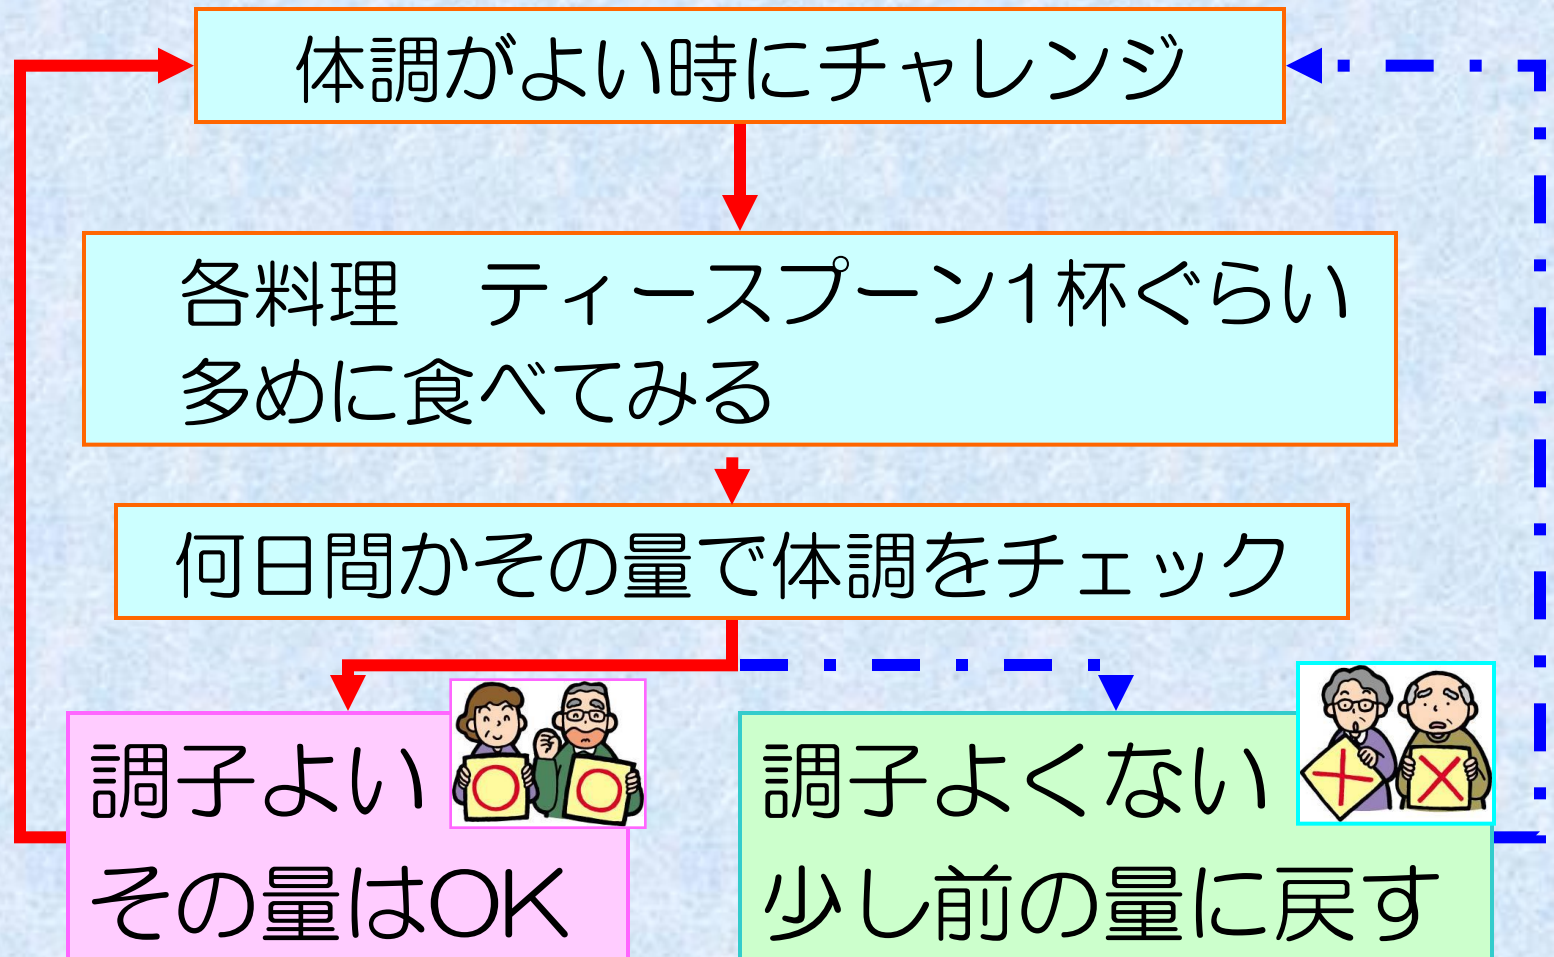 体調がよい時にチャレンジ
各料理　ティースプーン1杯ぐらい
多めに食べてみる
何日間かその量で体調をチェック
調子よい
その量はOK
調子よくない
少し前の量に戻す